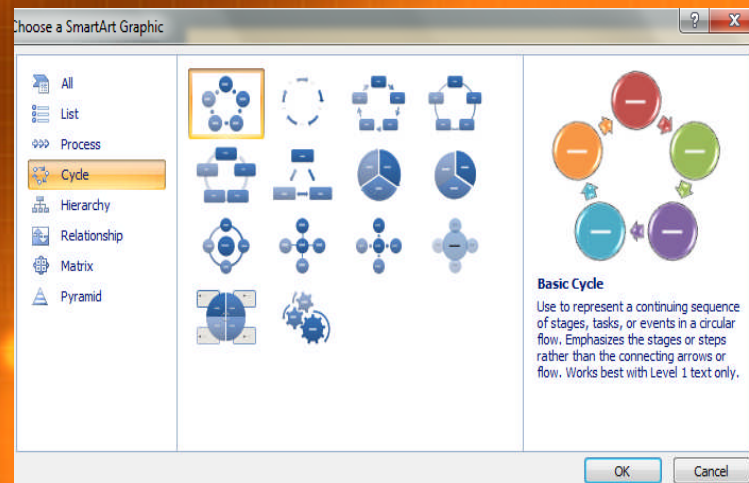 Choose a SmartArt Graphic
All
List
Process
Cycle
Hierarchy
Relationship
Matrix
Pyramid
Basic Cycle
Use to represent a continuing sequence
of stages, tasks, or events in a circular
flow. Emphasizes the stages or steps
rather than the connecting arrows or
flow. Works best with Level 1 text only.
OK
Cancel